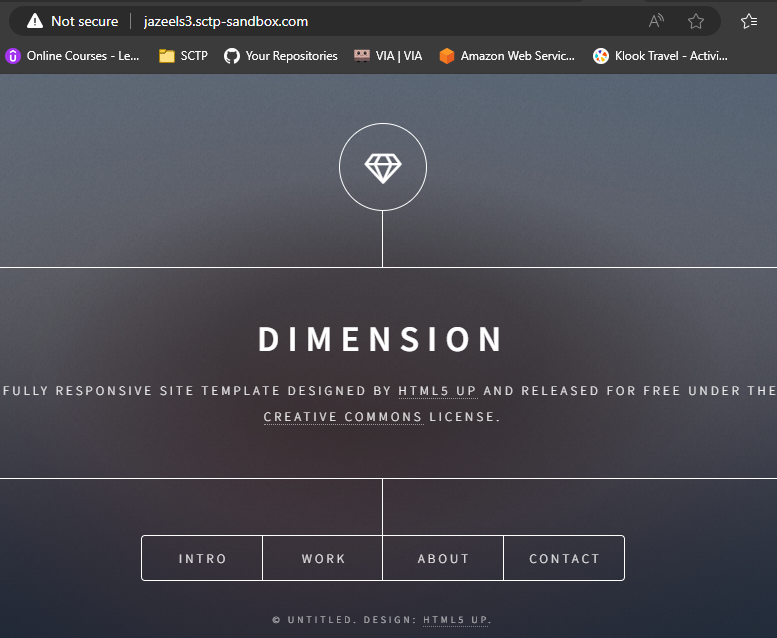 Not secure jazeels3.sctp-sandbox.com
Online Courses - Le... SCTP Your Repositories VIA | VIA Amazon Web Servic... Klook Travel - Activi...
DIMENSION
FULLY RESPONSIVE SITE TEMPLATE DESIGNED BY HTML5 UP AND RELEASED FOR FREE UNDER THE
CREATIVE COMMONS LICENSE.
INTRO WORK ABOUT CONTACT
© UNTITLED. DESIGN: HTML5 UP.